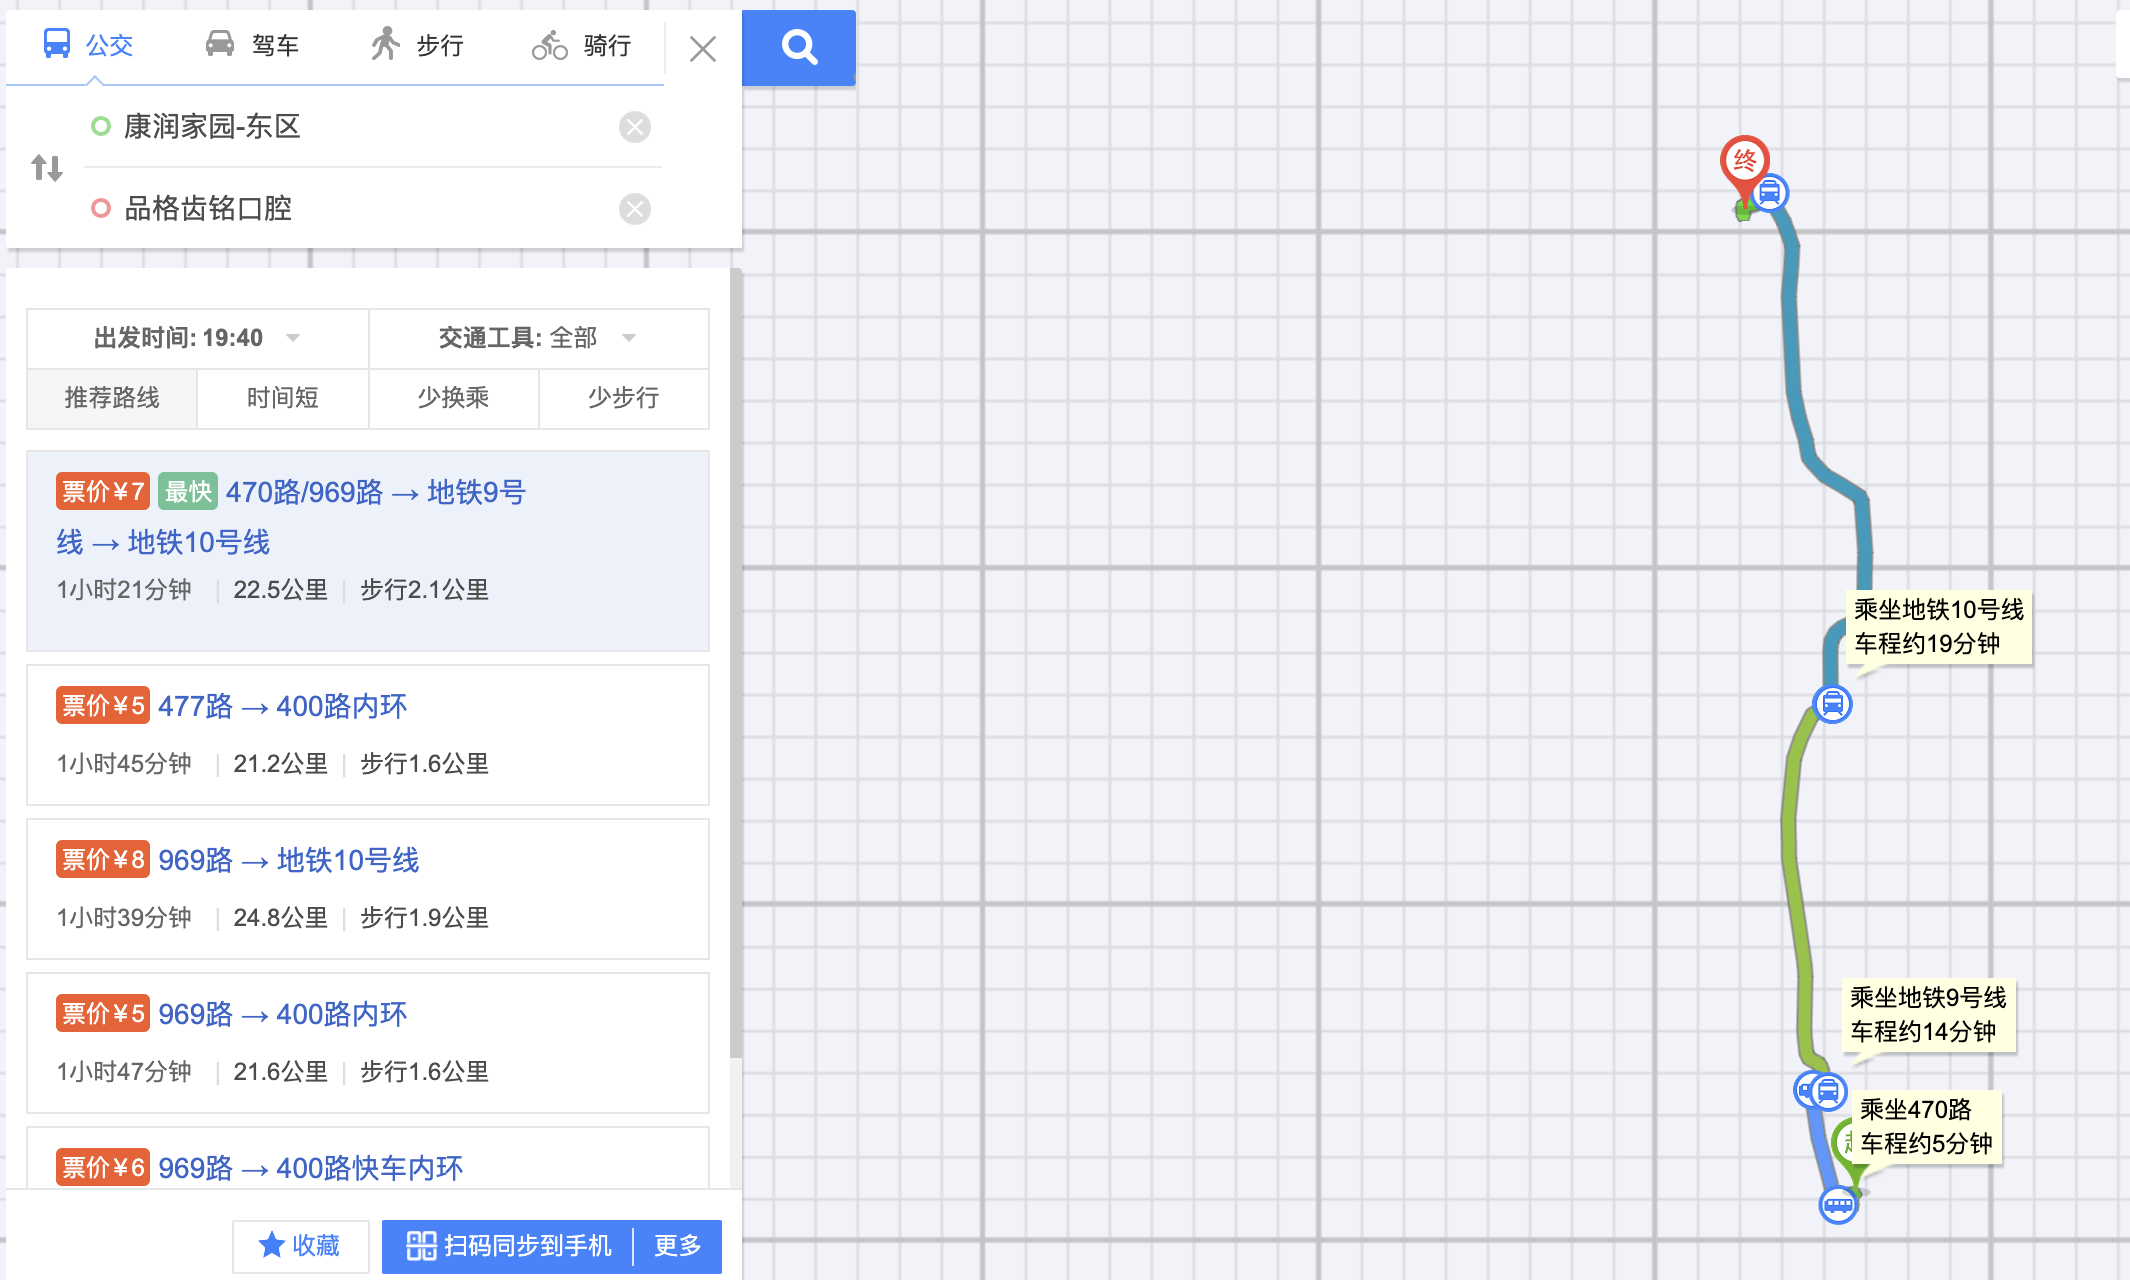 公交 驾车 步行 骑行
康润家园-东区
品格齿铭口腔
出发时间: 19:40 交通工具: 全部
推荐路线 时间短 少换乘 少步行
票价¥7 最快 470路/969路 → 地铁9号
线 → 地铁10号线
1小时21分钟 | 22.5公里 | 步行2.1公里
票价¥5 477路 → 400路内环
1小时45分钟 | 21.2公里 | 步行1.6公里
票价¥8 969路 → 地铁10号线
1小时39分钟 | 24.8公里 | 步行1.9公里
票价¥5 969路 → 400路内环
1小时47分钟 | 21.6公里 | 步行1.6公里
票价¥6 969路 → 400路快车内环
收藏 扫码同步到手机 更多
终
乘坐地铁10号线
车程约19分钟
乘坐地铁9号线
车程约14分钟
乘坐470路
车程约5分钟